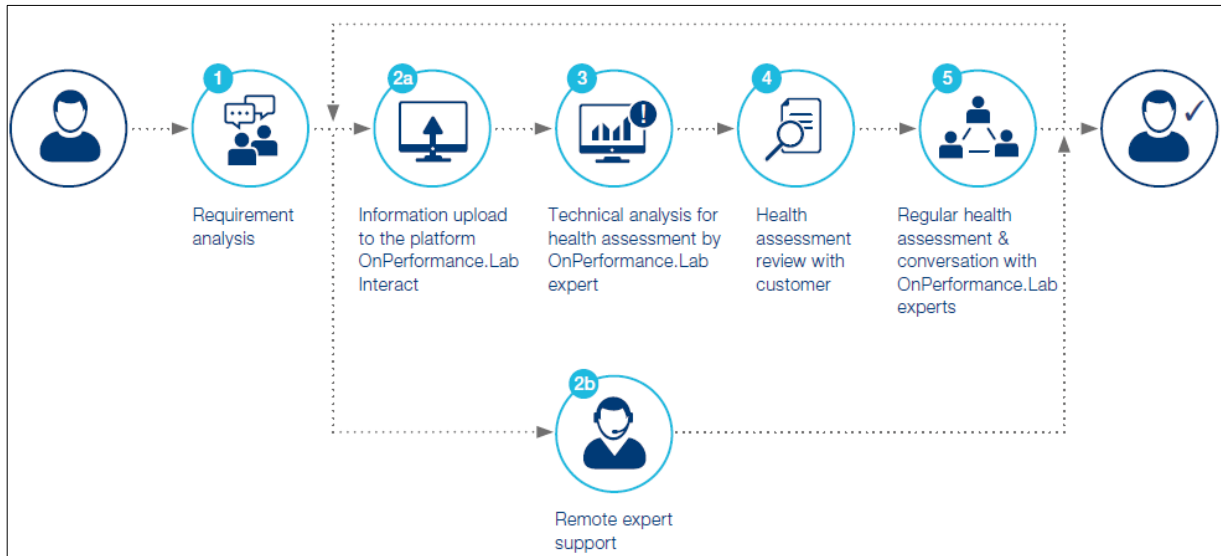 1
Requirement
analysis
2a
Information upload
to the platform
OnPerformance.Lab
Interact
3
Technical analysis for
health assessment by
OnPerformance.Lab
expert
!
4
Health
assessment
review with
customer
5
Regular health
assessment &
conversation with
OnPerformance.Lab
experts
2b
Remote expert
support